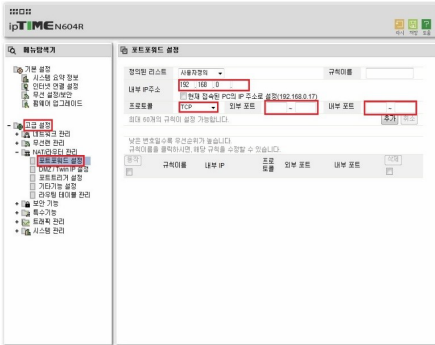 ipTIME N604R
메뉴탐색기
포트포워드 설정
기본 설정
시스템 요약 정보
인터넷 연결 설정
무선 설정/보안
펌웨어 업그레이드
고급 설정
네트워크 관리
무선랜 관리
NAT/라우터 관리
포트포워드 설정
DMZ / Twin IP 설정
포트트리거 설정
기타기능 설정
라우팅 테이블 관리
보안 기능
특수기능
트래픽 관리
시스템 관리
정의된 리스트 사용자정의 규칙이름
내부 IP주소 192 .168 .0 .
현재 접속된 PC의 IP 주소로 설정(192.168.0.17)
프로토콜 TCP 외부 포트 - 내부 포트 -
최대 60개의 규칙이 설정 가능합니다. 추가 취소
낮은 번호일수록 우선순위가 높습니다.
규칙이름을 클릭하시면, 해당 규칙을 수정할 수 있습니다.
동작 규칙이름 내부 IP 프로토콜 외부 포트 내부 포트 삭제